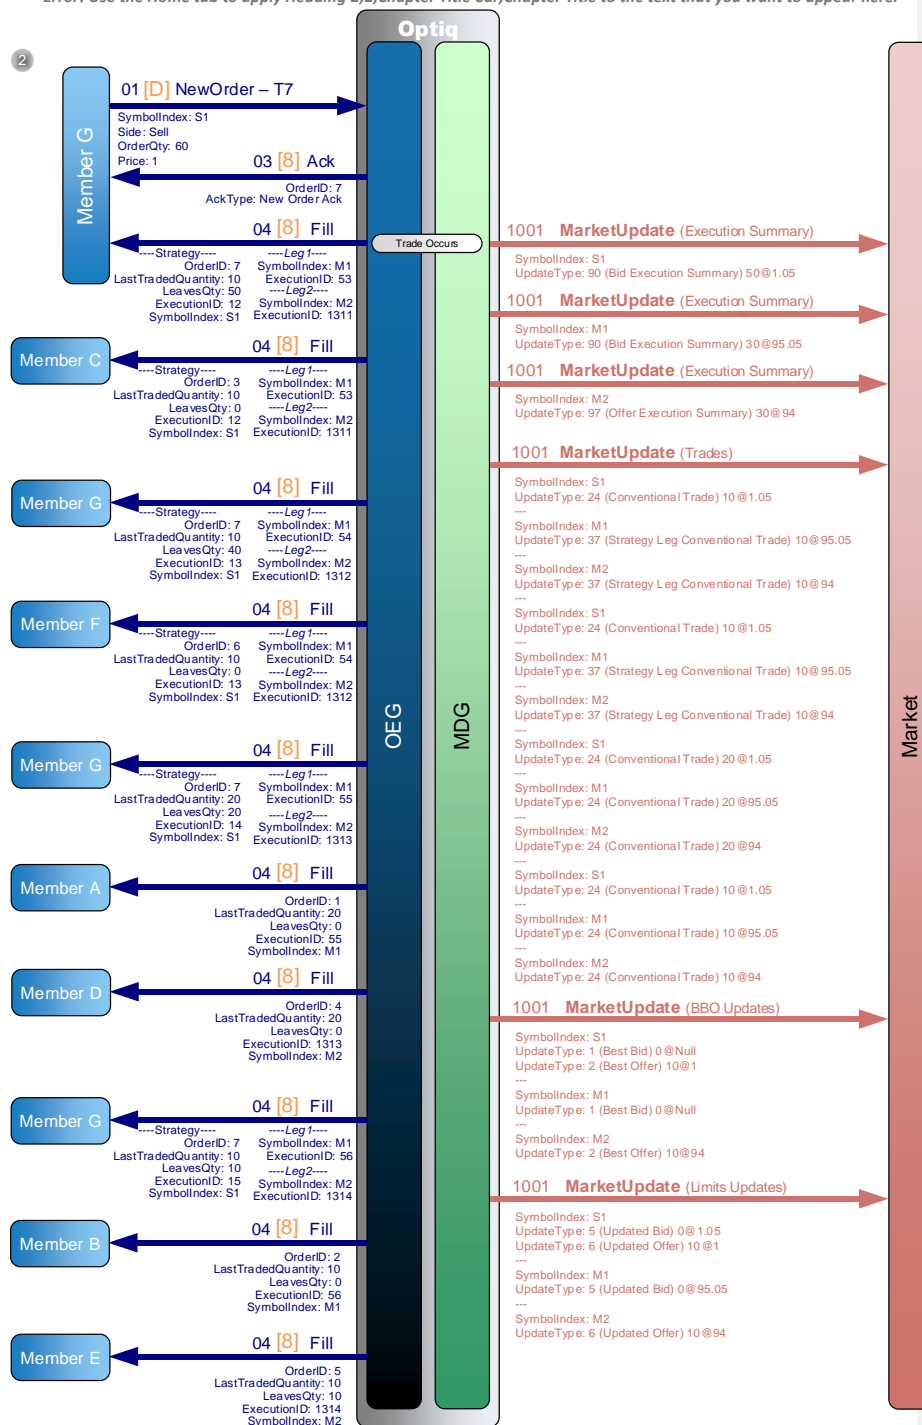 Error! Use the Home tab to apply Heading 1;1;Chapter Title Car;Chapter Title to the text that you want to appear here.
Optiq
2
Member G
01 [D] NewOrder – T7
SymbolIndex: S1
Side: Sell
OrderQty: 60
Price: 1
03 [8] Ack
OrderID: 7
AckType: New Order Ack
04 [8] Fill
----Strategy----
OrderID: 7
LastTradedQuantity: 10
LeavesQty: 50
ExecutionID: 12
SymbolIndex: S1
----Leg1----
SymbolIndex: M1
ExecutionID: 53
----Leg2----
SymbolIndex: M2
ExecutionID: 1311
Member C
04 [8] Fill
----Strategy----
OrderID: 3
LastTradedQuantity: 10
LeavesQty: 0
ExecutionID: 12
SymbolIndex: S1
----Leg1----
SymbolIndex: M1
ExecutionID: 53
----Leg2----
SymbolIndex: M2
ExecutionID: 1311
Member G
04 [8] Fill
----Strategy----
OrderID: 7
LastTradedQuantity: 10
LeavesQty: 40
ExecutionID: 13
SymbolIndex: S1
----Leg1----
SymbolIndex: M1
ExecutionID: 54
----Leg2----
SymbolIndex: M2
ExecutionID: 1312
Member F
04 [8] Fill
----Strategy----
OrderID: 6
LastTradedQuantity: 10
LeavesQty: 0
ExecutionID: 13
SymbolIndex: S1
----Leg1----
SymbolIndex: M1
ExecutionID: 54
----Leg2----
SymbolIndex: M2
ExecutionID: 1312
Member G
04 [8] Fill
----Strategy----
OrderID: 7
LastTradedQuantity: 20
LeavesQty: 20
ExecutionID: 14
SymbolIndex: S1
----Leg1----
SymbolIndex: M1
ExecutionID: 55
----Leg2----
SymbolIndex: M2
ExecutionID: 1313
Member A
04 [8] Fill
OrderID: 1
LastTradedQuantity: 20
LeavesQty: 0
ExecutionID: 55
SymbolIndex: M1
Member D
04 [8] Fill
OrderID: 4
LastTradedQuantity: 20
LeavesQty: 0
ExecutionID: 1313
SymbolIndex: M2
Member G
04 [8] Fill
----Strategy----
OrderID: 7
LastTradedQuantity: 10
LeavesQty: 10
ExecutionID: 15
SymbolIndex: S1
----Leg1----
SymbolIndex: M1
ExecutionID: 56
----Leg2----
SymbolIndex: M2
ExecutionID: 1314
Member B
04 [8] Fill
OrderID: 2
LastTradedQuantity: 10
LeavesQty: 0
ExecutionID: 56
SymbolIndex: M1
Member E
04 [8] Fill
OrderID: 5
LastTradedQuantity: 10
LeavesQty: 10
ExecutionID: 1314
SymbolIndex: M2
Trade Occurs
OEG
MDG
1001 MarketUpdate (Execution Summary)
SymbolIndex: S1
UpdateType: 90 (Bid Execution Summary) 50@1.05
1001 MarketUpdate (Execution Summary)
SymbolIndex: M1
UpdateType: 90 (Bid Execution Summary) 30@95.05
1001 MarketUpdate (Execution Summary)
SymbolIndex: M2
UpdateType: 97 (Offer Execution Summary) 30@94
1001 MarketUpdate (Trades)
SymbolIndex: S1
UpdateType: 24 (Conventional Trade) 10@1.05
---
SymbolIndex: M1
UpdateType: 37 (Strategy Leg Conventional Trade) 10@95.05
---
SymbolIndex: M2
UpdateType: 37 (Strategy Leg Conventional Trade) 10@94
---
SymbolIndex: S1
UpdateType: 24 (Conventional Trade) 10@1.05
---
SymbolIndex: M1
UpdateType: 37 (Strategy Leg Conventional Trade) 10@95.05
---
SymbolIndex: M2
UpdateType: 37 (Strategy Leg Conventional Trade) 10@94
---
SymbolIndex: S1
UpdateType: 24 (Conventional Trade) 20@1.05
---
SymbolIndex: M1
UpdateType: 24 (Conventional Trade) 20@95.05
---
SymbolIndex: M2
UpdateType: 24 (Conventional Trade) 20@94
---
SymbolIndex: S1
UpdateType: 24 (Conventional Trade) 10@1.05
---
SymbolIndex: M1
UpdateType: 24 (Conventional Trade) 10@95.05
---
SymbolIndex: M2
UpdateType: 24 (Conventional Trade) 10@94
1001 MarketUpdate (BBO Updates)
SymbolIndex: S1
UpdateType: 1 (Best Bid) 0@Null
UpdateType: 2 (Best Offer) 10@1
---
SymbolIndex: M1
UpdateType: 1 (Best Bid) 0@Null
---
SymbolIndex: M2
UpdateType: 2 (Best Offer) 10@94
1001 MarketUpdate (Limits Updates)
SymbolIndex: S1
UpdateType: 5 (Updated Bid) 0@1.05
UpdateType: 6 (Updated Offer) 10@1
---
SymbolIndex: M1
UpdateType: 5 (Updated Bid) 0@95.05
---
SymbolIndex: M2
UpdateType: 6 (Updated Offer) 10@94
Market